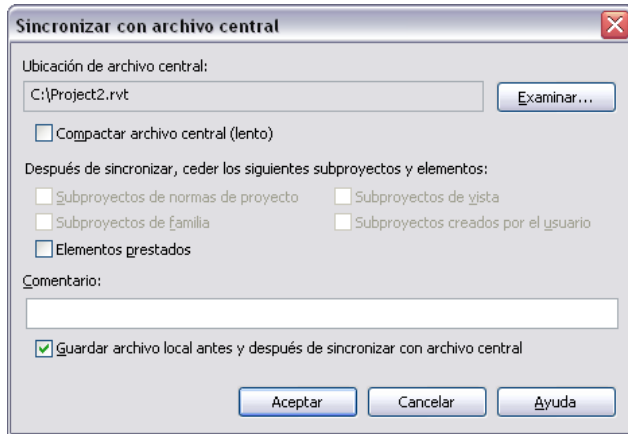 Sincronizar con archivo central
Ubicación de archivo central:
C:\Project2.rvt
Examinar...
Compactar archivo central (lento)
Después de sincronizar, ceder los siguientes subproyectos y elementos:
Subproyectos de normas de proyecto
Subproyectos de vista
Subproyectos de familia
Subproyectos creados por el usuario
Elementos prestados
Comentario:
Guardar archivo local antes y después de sincronizar con archivo central
Aceptar
Cancelar
Ayuda